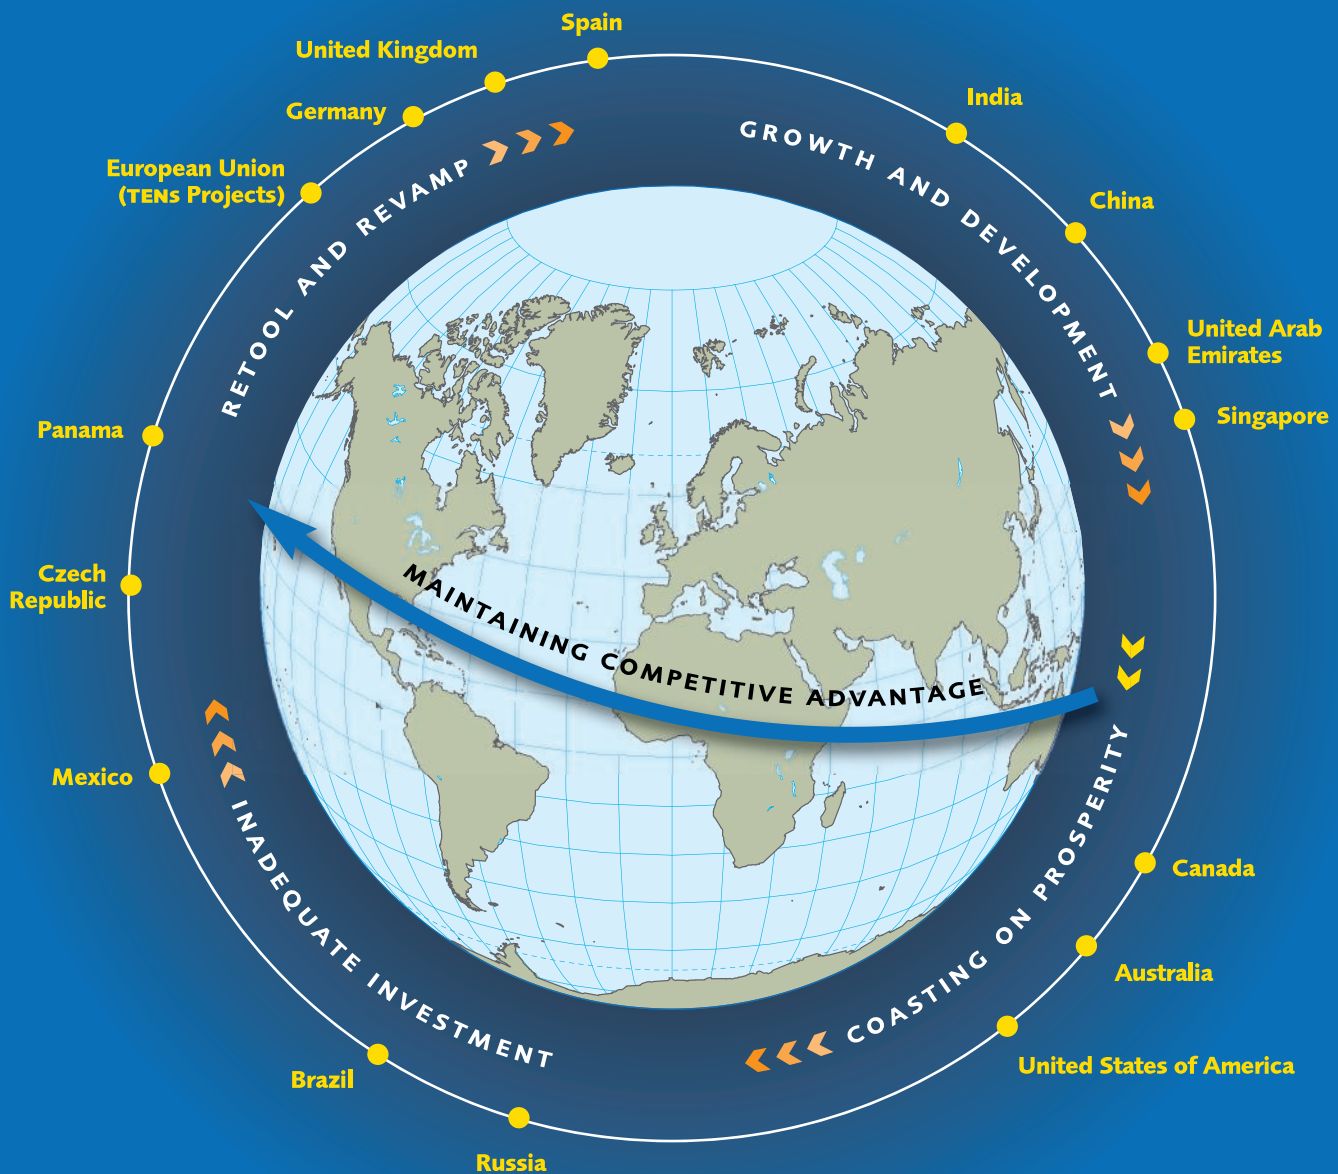 Spain
United Kingdom
Germany
European Union
(TENs Projects)
Panama
Czech
Republic
Mexico
Brazil
Russia
India
China
United Arab
Emirates
Singapore
Canada
Australia
United States of America
RETOOL AND REVAMP
GROWTH AND DEVELOPMENT
COASTING ON PROSPERITY
INADEQUATE INVESTMENT
MAINTAINING COMPETITIVE ADVANTAGE